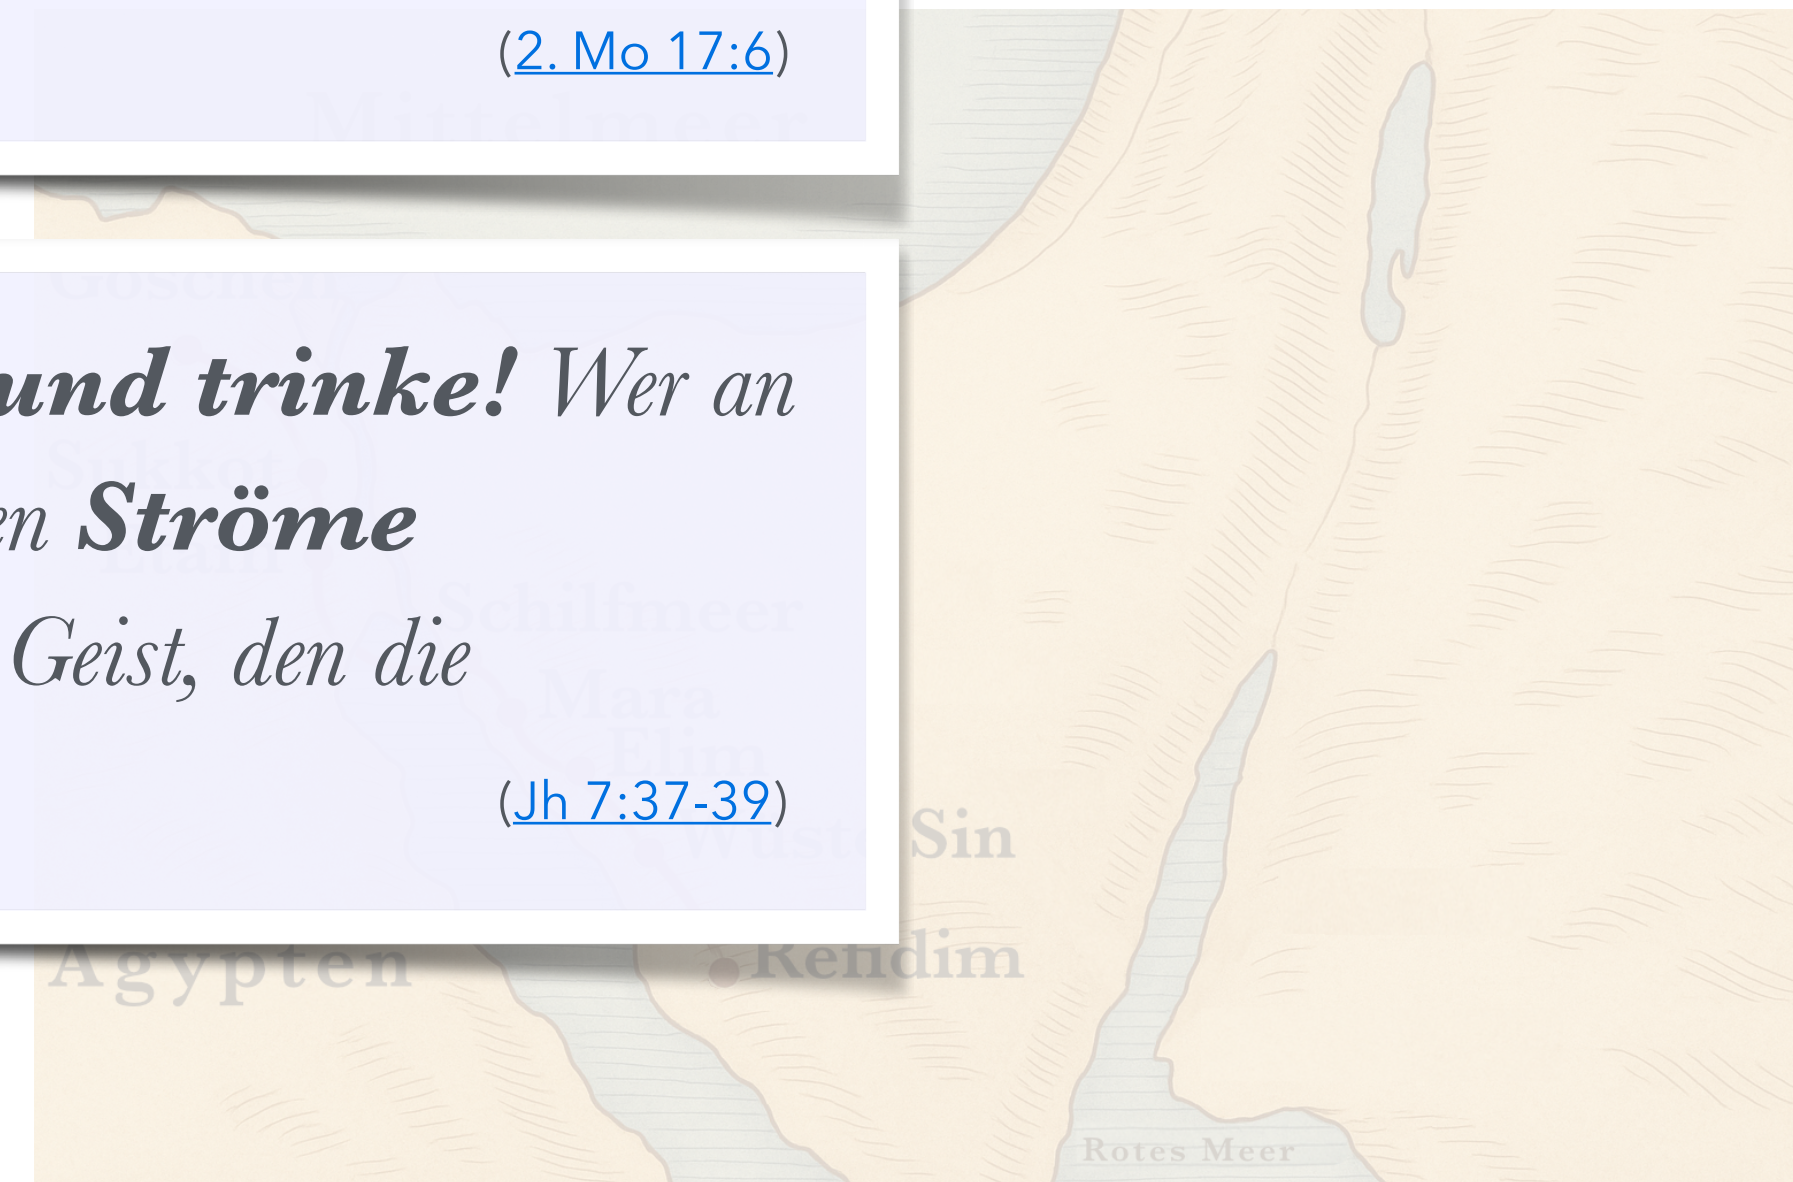 (2. Mo 17:6)
Mittelmeer
Goschen
und trinke! Wer an
Sukkot
en Ströme
Etam
Schilfmeer
Geist, den die
Mara
Elim
(Jh 7:37-39)
Wüste Sin
Ägypten
Refidim
Rotes Meer